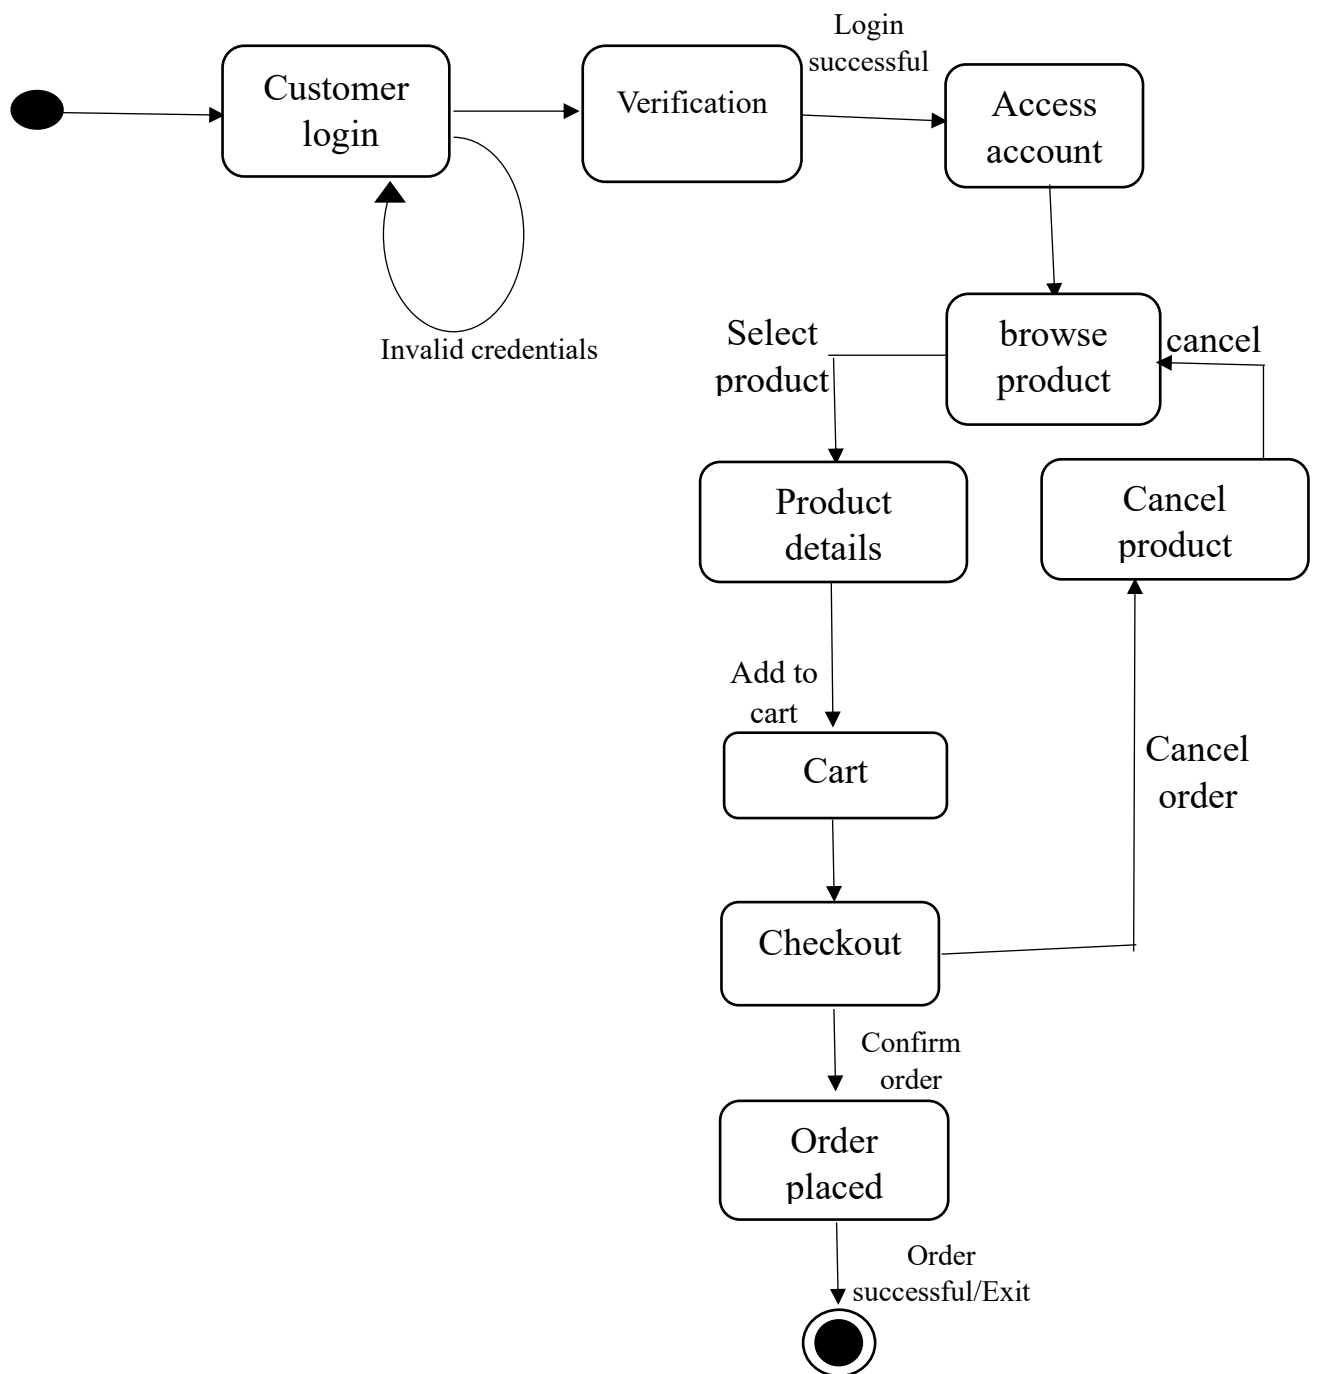 Login
successful
Customer
login
Verification
Access
account
Invalid credentials
Select
product
browse
product
cancel
Product
details
Cancel
product
Add to
cart
Cart
Cancel
order
Checkout
Confirm
order
Order
placed
Order
successful/Exit